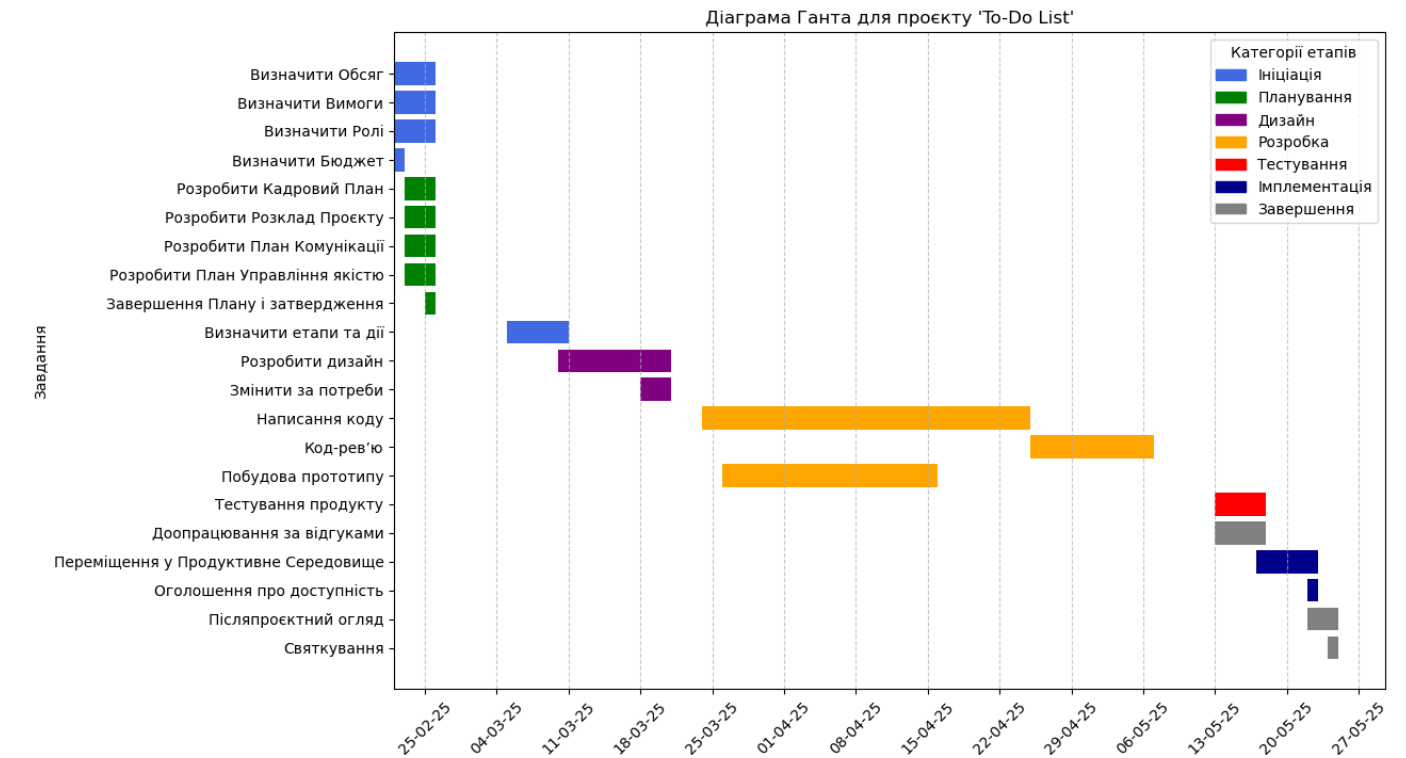 Діаграма Ганта для проєкту 'To-Do List'
Категорії етапів
Ініціація
Планування
Дизайн
Розробка
Тестування
Імплементація
Завершення
Завдання
Визначити Обсяг
Визначити Вимоги
Визначити Ролі
Визначити Бюджет
Розробити Кадровий План
Розробити Розклад Проєкту
Розробити План Комунікації
Розробити План Управління якістю
Завершення Плану і затвердження
Визначити етапи та дії
Розробити дизайн
Змінити за потреби
Написання коду
Код-рев’ю
Побудова прототипу
Тестування продукту
Доопрацювання за відгуками
Переміщення у Продуктивне Середовище
Оголошення про доступність
Післяпроєктний огляд
Святкування
25-02-25
04-03-25
11-03-25
18-03-25
25-03-25
01-04-25
08-04-25
15-04-25
22-04-25
29-04-25
06-05-25
13-05-25
20-05-25
27-05-25